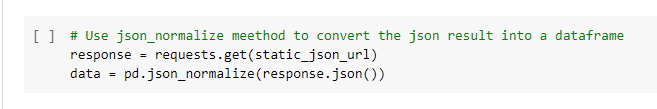 [ ] # Use json_normalize meethod to convert the json result into a dataframe
response = requests.get(static_json_url)
data = pd.json_normalize(response.json())